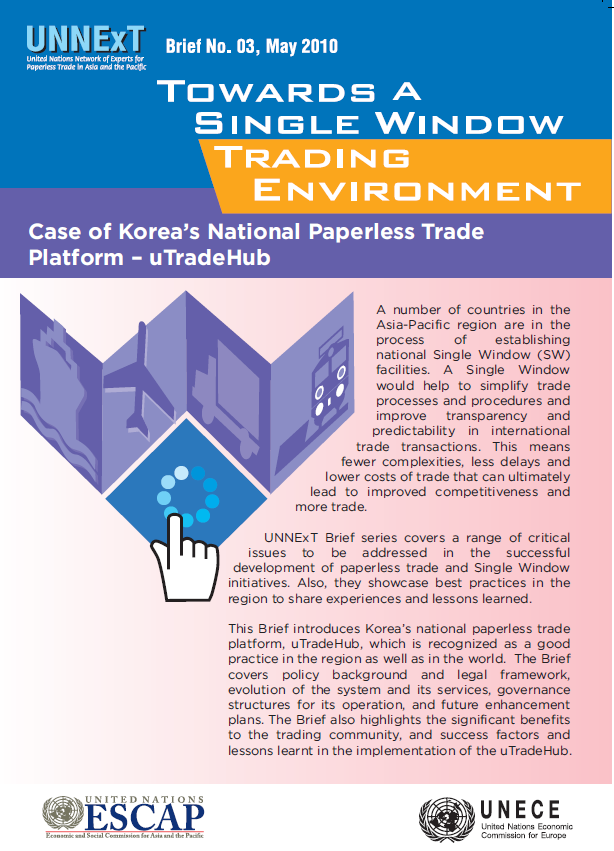 UNNExT
United Nations Network of Experts for
Paperless Trade in Asia and the Pacific
Brief No. 03, May 2010
TOWARDS A
SINGLE WINDOW
TRADING
ENVIRONMENT
Case of Korea's National Paperless Trade
Platform – uTradeHub
A number of countries in the
Asia-Pacific region are in the
process of establishing
national Single Window (SW)
facilities. A Single Window
would help to simplify trade
processes and procedures and
improve transparency and
predictability in international
trade transactions. This means
fewer complexities, less delays and
lower costs of trade that can ultimately
lead to improved competitiveness and
more trade.
UNNExT Brief series covers a range of critical
issues to be addressed in the successful
development of paperless trade and Single Window
initiatives. Also, they showcase best practices in the
region to share experiences and lessons learned.
This Brief introduces Korea's national paperless trade
platform, uTradeHub, which is recognized as a good
practice in the region as well as in the world. The Brief
covers policy background and legal framework,
evolution of the system and its services, governance
structures for its operation, and future enhancement
plans. The Brief also highlights the significant benefits
to the trading community, and success factors and
lessons learnt in the implementation of the uTradeHub.
UNITED NATIONS
ESCAP
Economic and Social Commission for Asia and the Pacific
UNECE
United Nations Economic
Commission for Europe